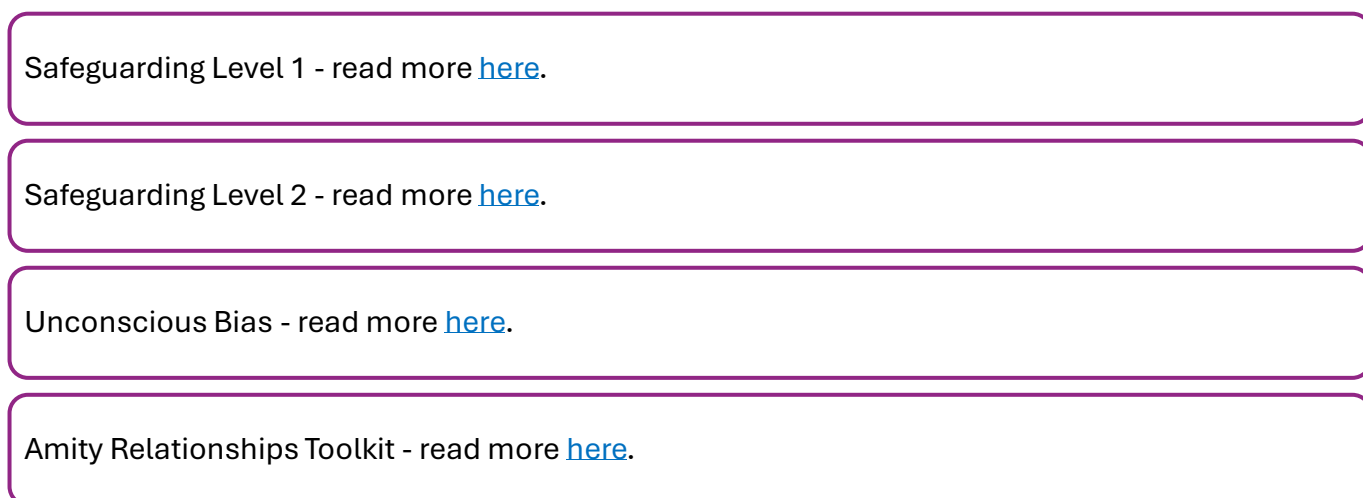 Safeguarding Level 1 - read more here.
Safeguarding Level 2 - read more here.
Unconscious Bias - read more here.
Amity Relationships Toolkit - read more here.